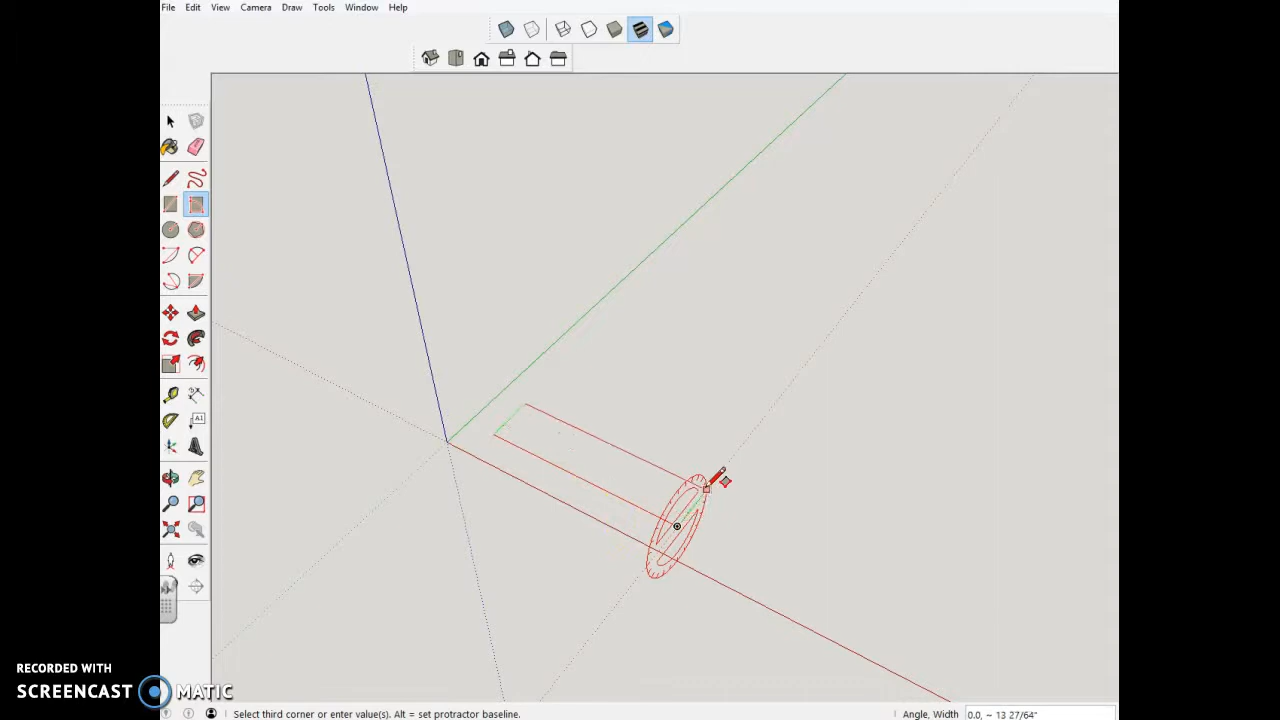 File Edit View Camera Draw Tools Window Help
A1
RECORDED WITH
SCREENCAST MATIC
Select third corner or enter value(s). Alt = set protractor baseline.
Angle, Width 0.0, ~ 13 27/64"